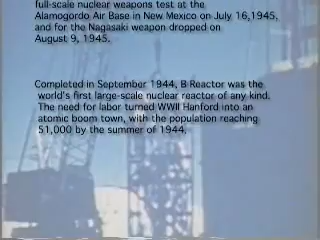 full-scale nuclear weapons test at the
Alamogordo Air Base in New Mexico on July 16,1945,
and for the Nagasaki weapon dropped on
August 9, 1945.
Completed in September 1944, B Reactor was the
world's first large-scale nuclear reactor of any kind.
The need for labor turned WWII Hanford into an
atomic boom town, with the population reaching
51,000 by the summer of 1944.